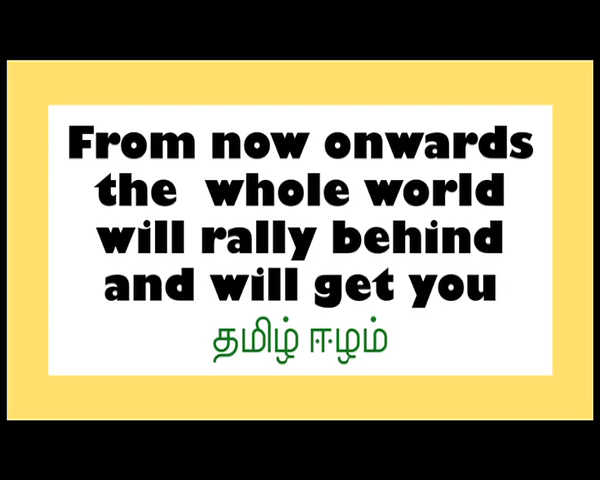 From now onwards
the whole world
will rally behind
and will get you
தமிழ் ஈழம்